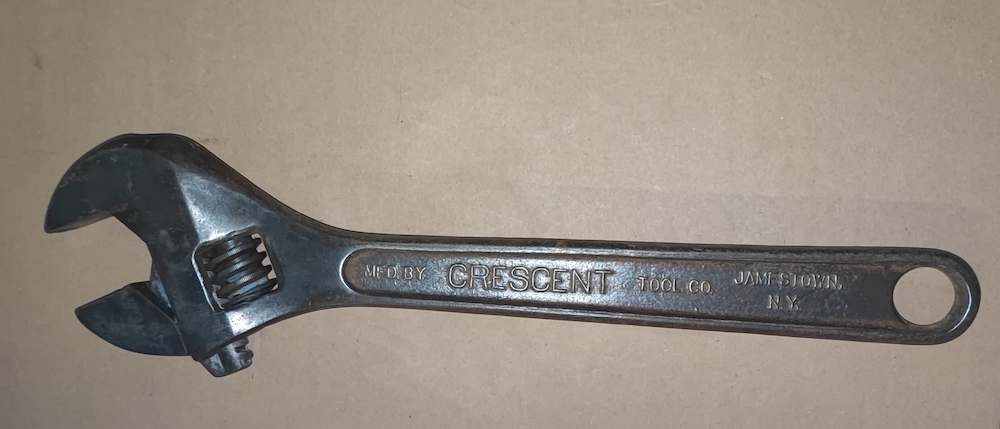 MFD. BY CRESCENT TOOL CO. JAMESTOWN,
N.Y.